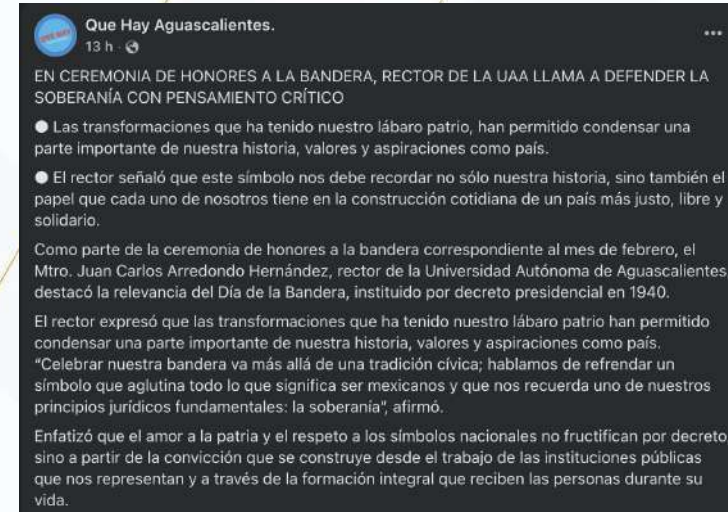 Que Hay Aguascalientes.
13 h ·
EN CEREMONIA DE HONORES A LA BANDERA, RECTOR DE LA UAA LLAMA A DEFENDER LA
SOBERANÍA CON PENSAMIENTO CRÍTICO
● Las transformaciones que ha tenido nuestro lábaro patrio, han permitido condensar una
parte importante de nuestra historia, valores y aspiraciones como país.
● El rector señaló que este símbolo nos debe recordar no sólo nuestra historia, sino también el
papel que cada uno de nosotros tiene en la construcción cotidiana de un país más justo, libre y
solidario.
Como parte de la ceremonia de honores a la bandera correspondiente al mes de febrero, el
Mtro. Juan Carlos Arredondo Hernández, rector de la Universidad Autónoma de Aguascalientes
destacó la relevancia del Día de la Bandera, instituido por decreto presidencial en 1940.
El rector expresó que las transformaciones que ha tenido nuestro lábaro patrio han permitido
condensar una parte importante de nuestra historia, valores y aspiraciones como país.
“Celebrar nuestra bandera va más allá de una tradición cívica; hablamos de refrendar un
símbolo que aglutina todo lo que significa ser mexicanos y que nos recuerda uno de nuestros
principios jurídicos fundamentales: la soberanía”, afirmó.
Enfatizó que el amor a la patria y el respeto a los símbolos nacionales no fructifican por decreto
sino a partir de la convicción que se construye desde el trabajo de las instituciones públicas
que nos representan y a través de la formación integral que reciben las personas durante su
vida.